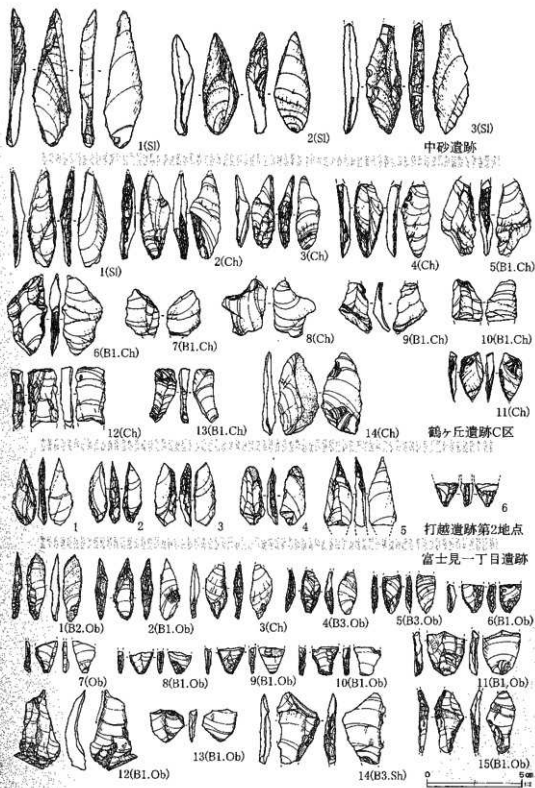 1(Sl) 2(Sl) 3(Sl)
中砂遺跡
1(Sl) 2(Ch) 3(Ch) 4(Ch) 5(B1.Ch)
6(B1.Ch) 7(B1.Ch) 8(Ch) 9(B1.Ch) 10(B1.Ch)
11(Ch)
12(Ch) 13(B1.Ch) 14(Ch)
鶴ヶ丘遺跡C区
1 2 3 4 5 6
打越遺跡第2地点
富士見一丁目遺跡
1(B2.Ob) 2(B1.Ob) 3(Ch) 4(B3.Ob) 5(B3.Ob) 6(B1.Ob)
7(Ob) 8(B1.Ob) 9(B1.Ob) 10(B1.Ob) 11(B1.Ob)
12(B1.Ob) 13(B1.Ob) 14(B3.Sh) 15(B1.Ob)
0 5